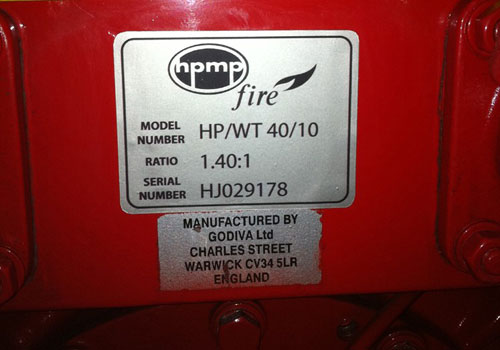 hpmp
fire
MODEL NUMBER HP/WT 40/10
RATIO 1.40:1
SERIAL NUMBER HJ029178
MANUFACTURED BY
GODIVA Ltd
CHARLES STREET
WARWICK CV34 5LR
ENGLAND